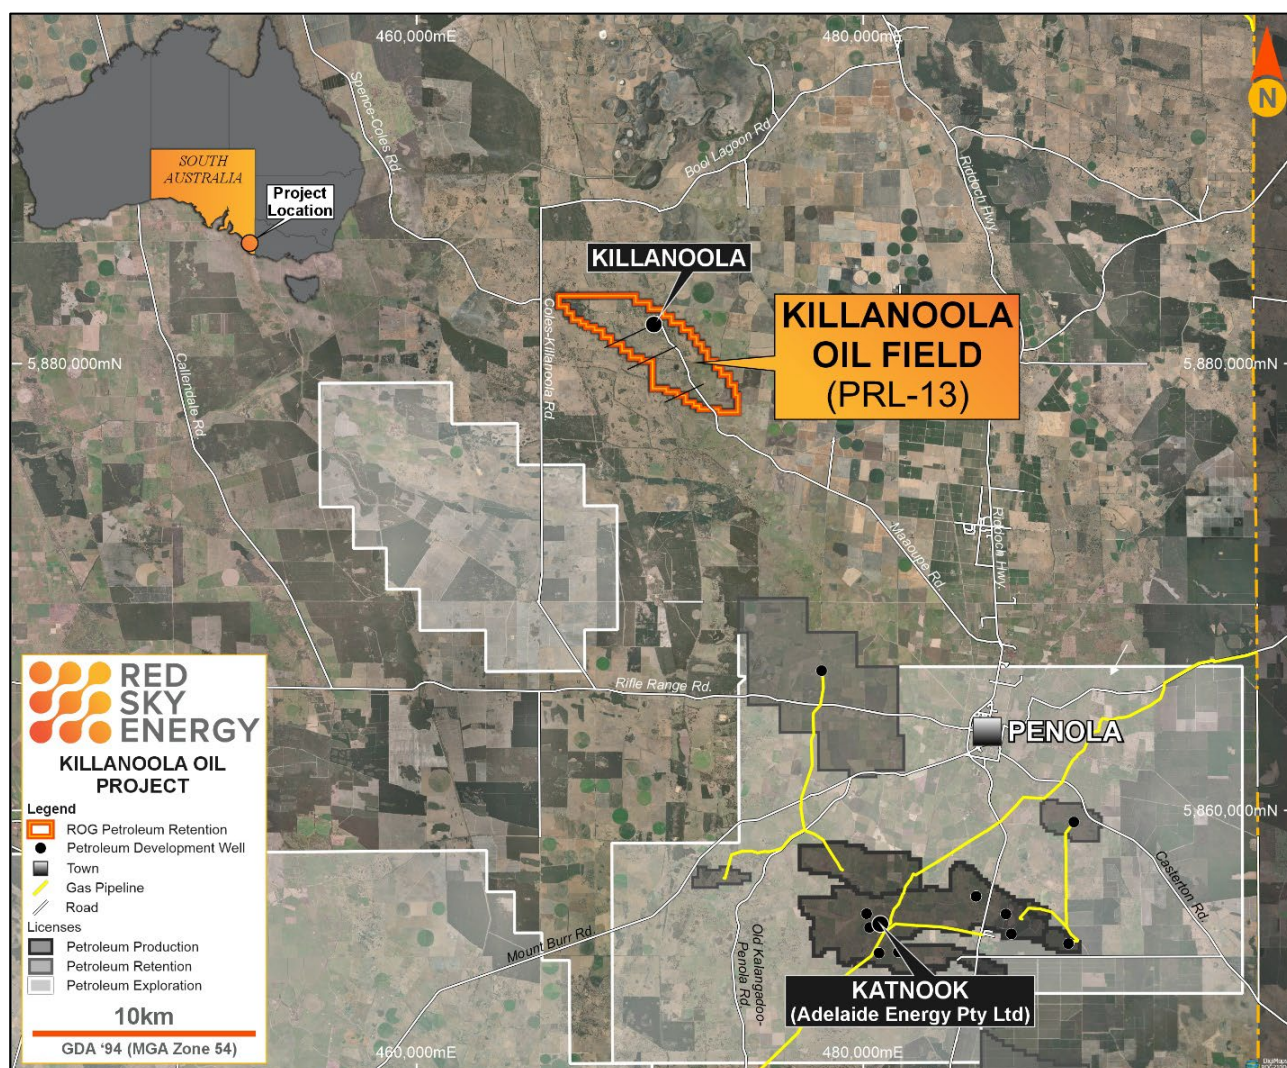 460,000mE
480,000mE
N
SOUTH
AUSTRALIA
Project
Location
Spence-Coles Rd.
Bool Lagoon Rd
Riddoch Hwy.
KILLANOOLA
KILLANOOLA
OIL FIELD
(PRL-13)
Coles-Killanoola Rd.
5,880,000mN
5,880,000mN
Callendale Rd.
Riddoch Hwy.
Maaoupe Rd.
Rifle Range Rd.
PENOLA
5,860,000mN
Casterton Rd.
Mount Burr Rd.
Old Kalangadoo-
Penola Rd
KATNOOK
(Adelaide Energy Pty Ltd)
460,000mE
480,000mE
RED
SKY
ENERGY
KILLANOOLA OIL
PROJECT
Legend
ROG Petroleum Retention
Petroleum Development Well
Town
Gas Pipeline
Road
Licenses
Petroleum Production
Petroleum Retention
Petroleum Exploration
10km
GDA '94 (MGA Zone 54)
DigMaps